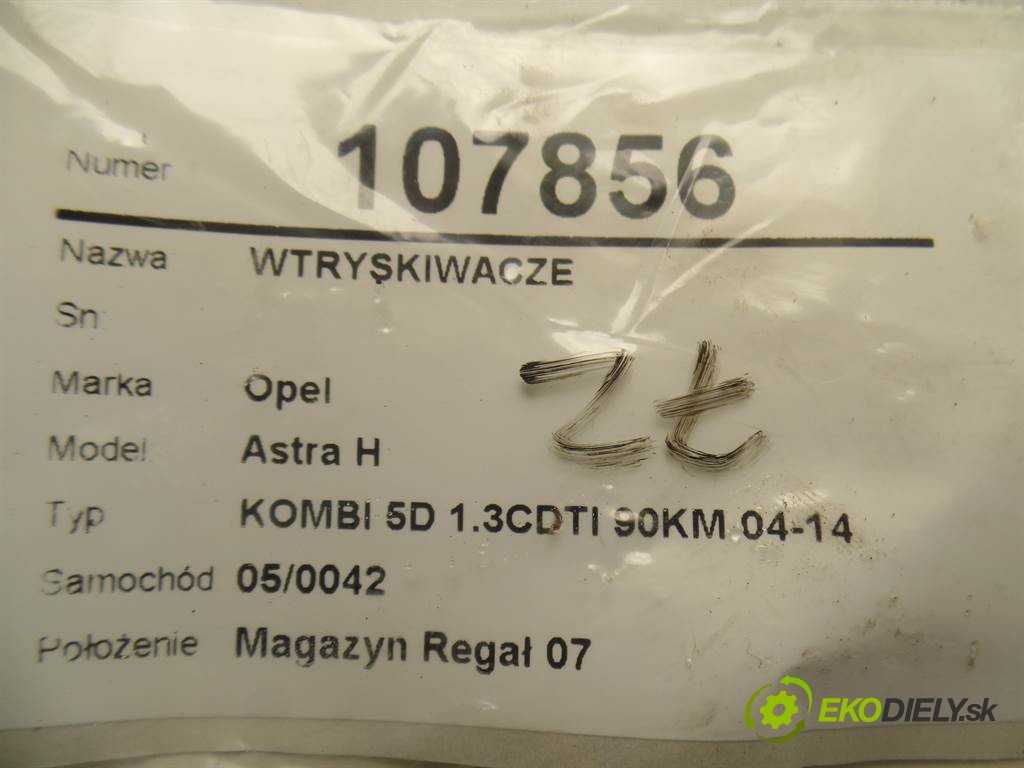 Numer 107856
Nazwa WTRYSKIWACZE
Sn
Marka Opel
Model Astra H
Zł
Typ KOMBI 5D 1.3CDTI 90KM 04-14
Samochód 05/0042
Położenie Magazyn Regał 07
EKODIELY.sk